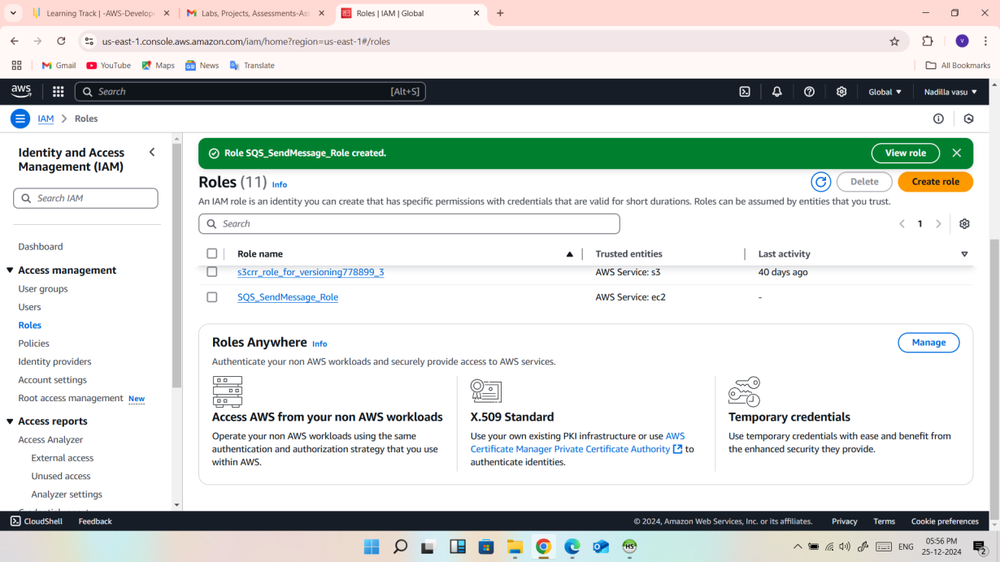 Learning Track | -AWS-Develope
Labs, Projects, Assessments-Ass
Roles | IAM | Global
us-east-1.console.aws.amazon.com/iam/home?region=us-east-1#/roles
V
Gmail
YouTube
Maps
News
Translate
All Bookmarks
aws
Search
[Alt+S]
Global
Nadilla vasu
IAM
Roles
Identity and Access
Management (IAM)
Search IAM
Dashboard
Access management
User groups
Users
Roles
Policies
Identity providers
Account settings
Root access management New
Access reports
Access Analyzer
External access
Unused access
Analyzer settings
Role SQS_SendMessage_Role created.
View role
Roles (11) Info
Delete
Create role
An IAM role is an identity you can create that has specific permissions with credentials that are valid for short durations. Roles can be assumed by entities that you trust.
Search
1
Role name
Trusted entities
Last activity
s3crr_role_for_versioning778899_3
AWS Service: s3
40 days ago
SQS_SendMessage_Role
AWS Service: ec2
-
Roles Anywhere Info
Manage
Authenticate your non AWS workloads and securely provide access to AWS services.
Access AWS from your non AWS workloads
Operate your non AWS workloads using the same
authentication and authorization strategy that you use
within AWS.
X.509 Standard
Use your own existing PKI infrastructure or use AWS
Certificate Manager Private Certificate Authority to
authenticate identities.
Temporary credentials
Use temporary credentials with ease and benefit from
the enhanced security they provide.
CloudShell
Feedback
© 2024, Amazon Web Services, Inc. or its affiliates.
Privacy
Terms
Cookie preferences
HS
ENG
05:56 PM
25-12-2024
2